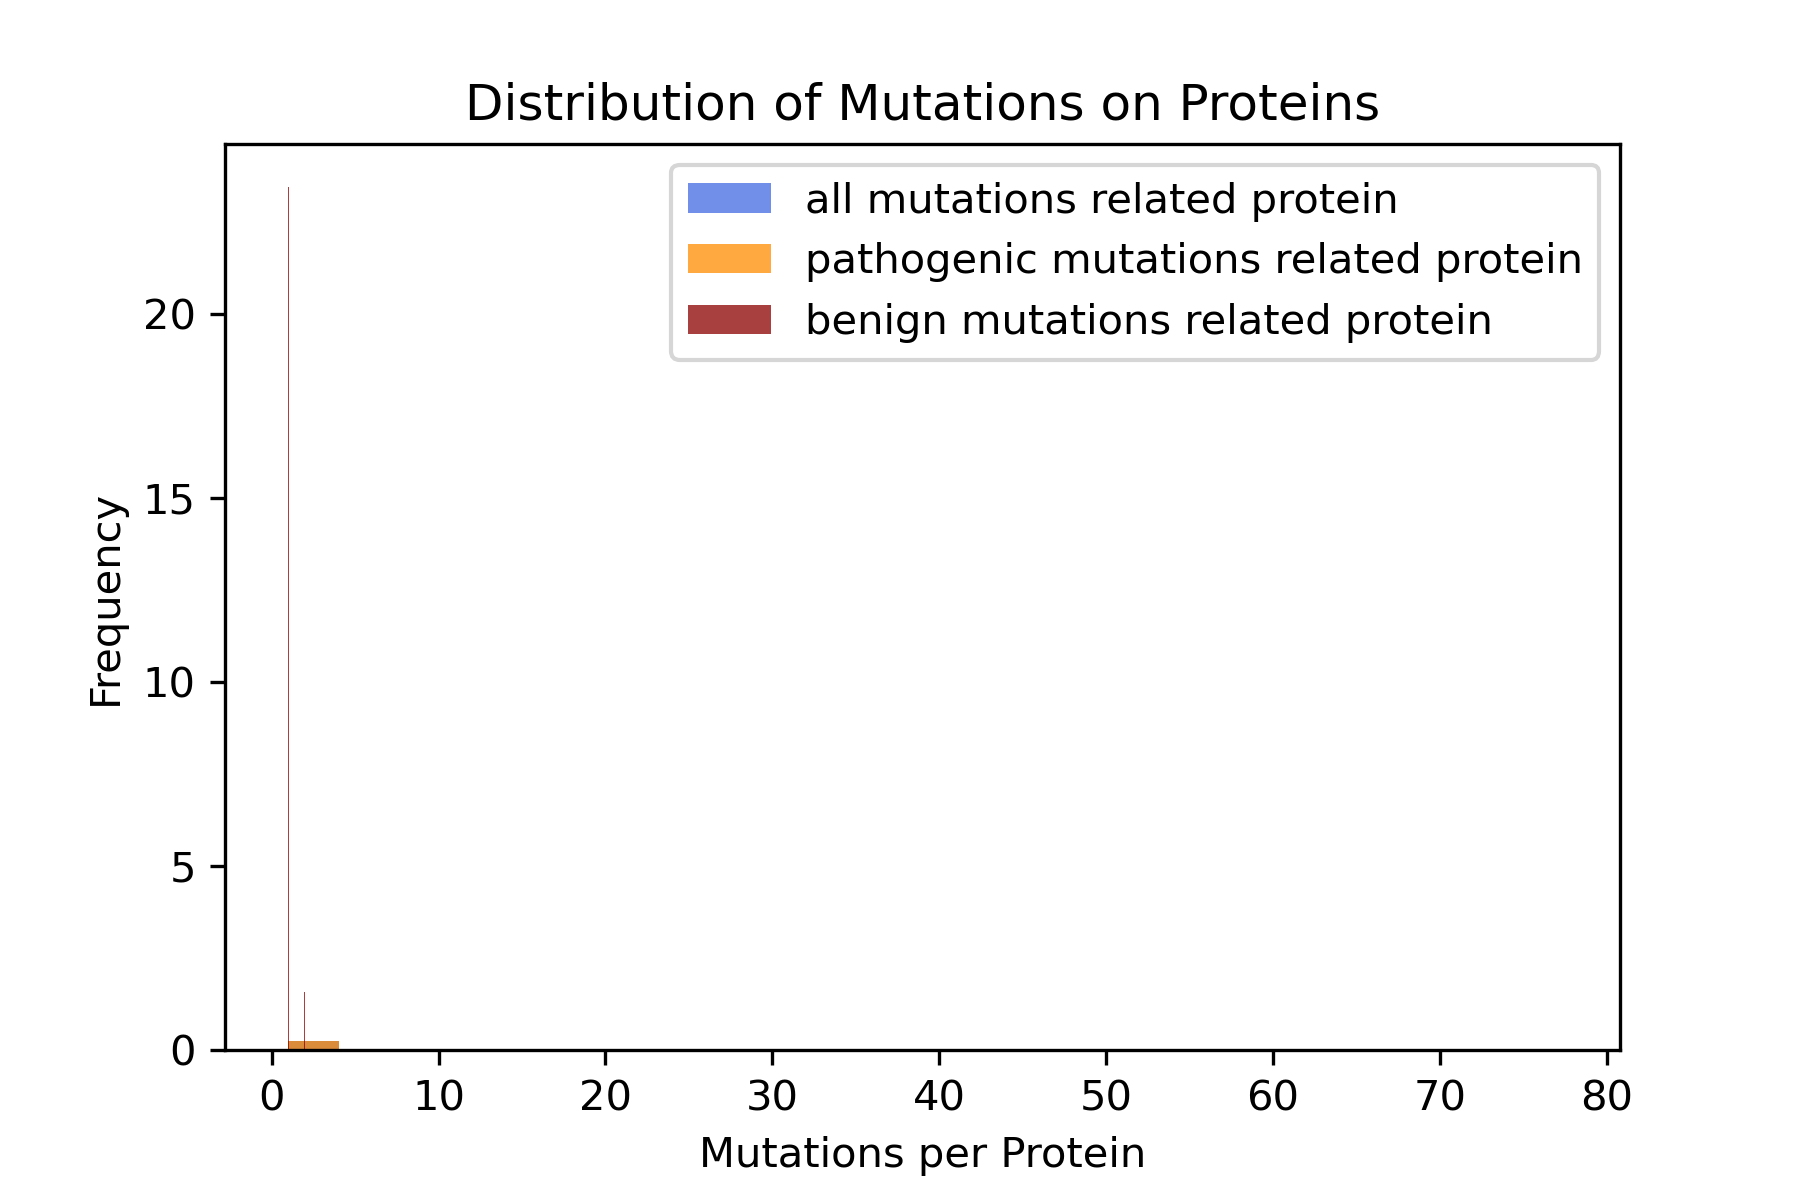 Distribution of Mutations on Proteins
all mutations related protein
pathogenic mutations related protein
benign mutations related protein
Frequency
20
15
10
5
0
0 10 20 30 40 50 60 70 80
Mutations per Protein